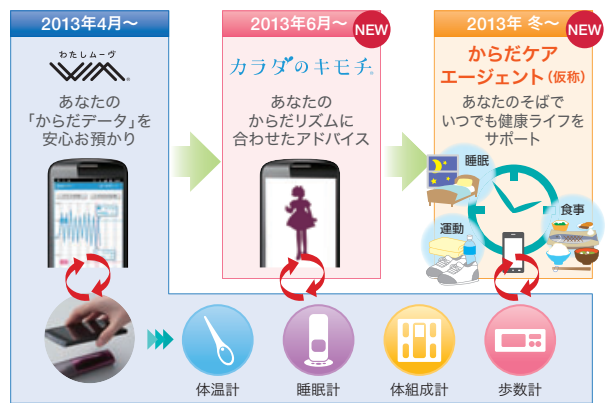 2013年4月～
わたしムーヴ
WM®
あなたの
「からだデータ」を
安心お預かり
2013年6月～
NEW
カラダのキモチ®
あなたの
からだリズムに
合わせたアドバイス
2013年 冬～
NEW
からだケア
エージェント（仮称）
あなたのそばで
いつでも健康ライフを
サポート
睡眠
食事
運動
体温計
睡眠計
体組成計
歩数計